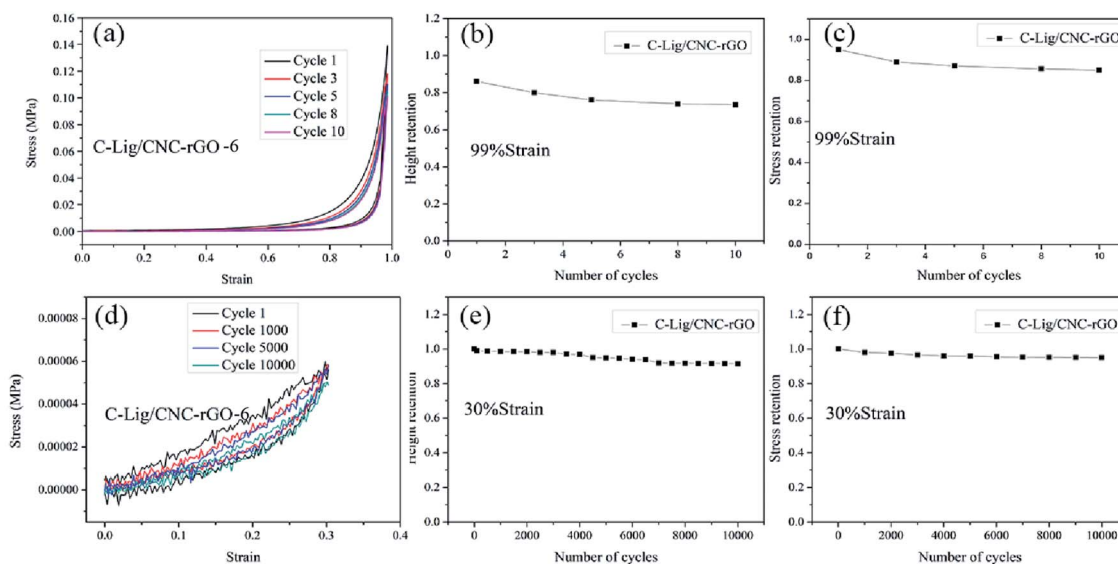 (a)
0.16
0.14
0.12
0.10
0.08
0.06
0.04
0.02
0.00
Stress (MPa)
Cycle 1
Cycle 3
Cycle 5
Cycle 8
Cycle 10
C-Lig/CNC-rGO -6
0.0 0.2 0.4 0.6 0.8 1.0
Strain
(b)
1.2
1.0
0.8
0.6
0.4
0.2
0.0
Height retention
C-Lig/CNC-rGO
99%Strain
0 2 4 6 8 10
Number of cycles
(c)
1.0
0.8
0.6
0.4
0.2
0.0
Stress retention
C-Lig/CNC-rGO
99%Strain
0 2 4 6 8 10
Number of cycles
(d)
0.00008
0.00006
0.00004
0.00002
0.00000
Stress (MPa)
Cycle 1
Cycle 1000
Cycle 5000
Cycle 10000
C-Lig/CNC-rGO-6
0.0 0.1 0.2 0.3 0.4
Strain
(e)
1.2
1.0
0.8
0.6
0.4
0.2
0.0
Height retention
C-Lig/CNC-rGO
30%Strain
0 2000 4000 6000 8000 10000
Number of cycles
(f)
1.2
1.0
0.8
0.6
0.4
0.2
0.0
Stress retention
C-Lig/CNC-rGO
30%Strain
0 2000 4000 6000 8000 10000
Number of cycles